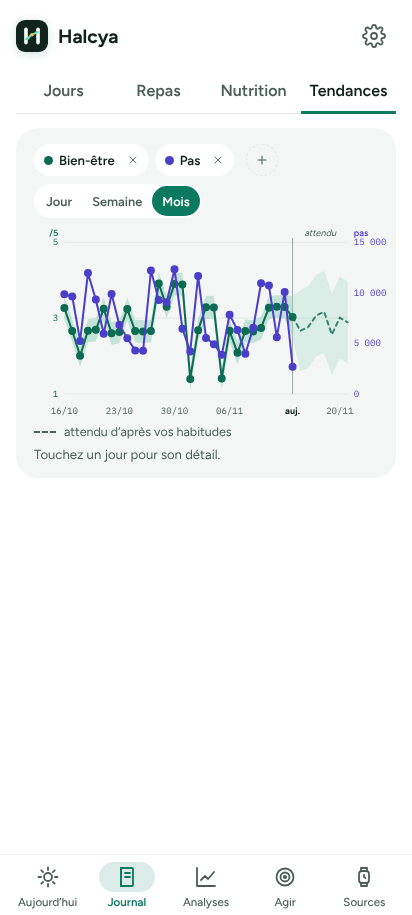 Halcya
Jours Repas Nutrition Tendances
Bien-être × Pas × +
Jour Semaine Mois
/5 attendu pas
5 15 000
10 000
3
5 000
1 0
16/10 23/10 30/10 06/11 auj. 20/11
attendu d'après vos habitudes
Touchez un jour pour son détail.
Aujourd'hui Journal Analyses Agir Sources